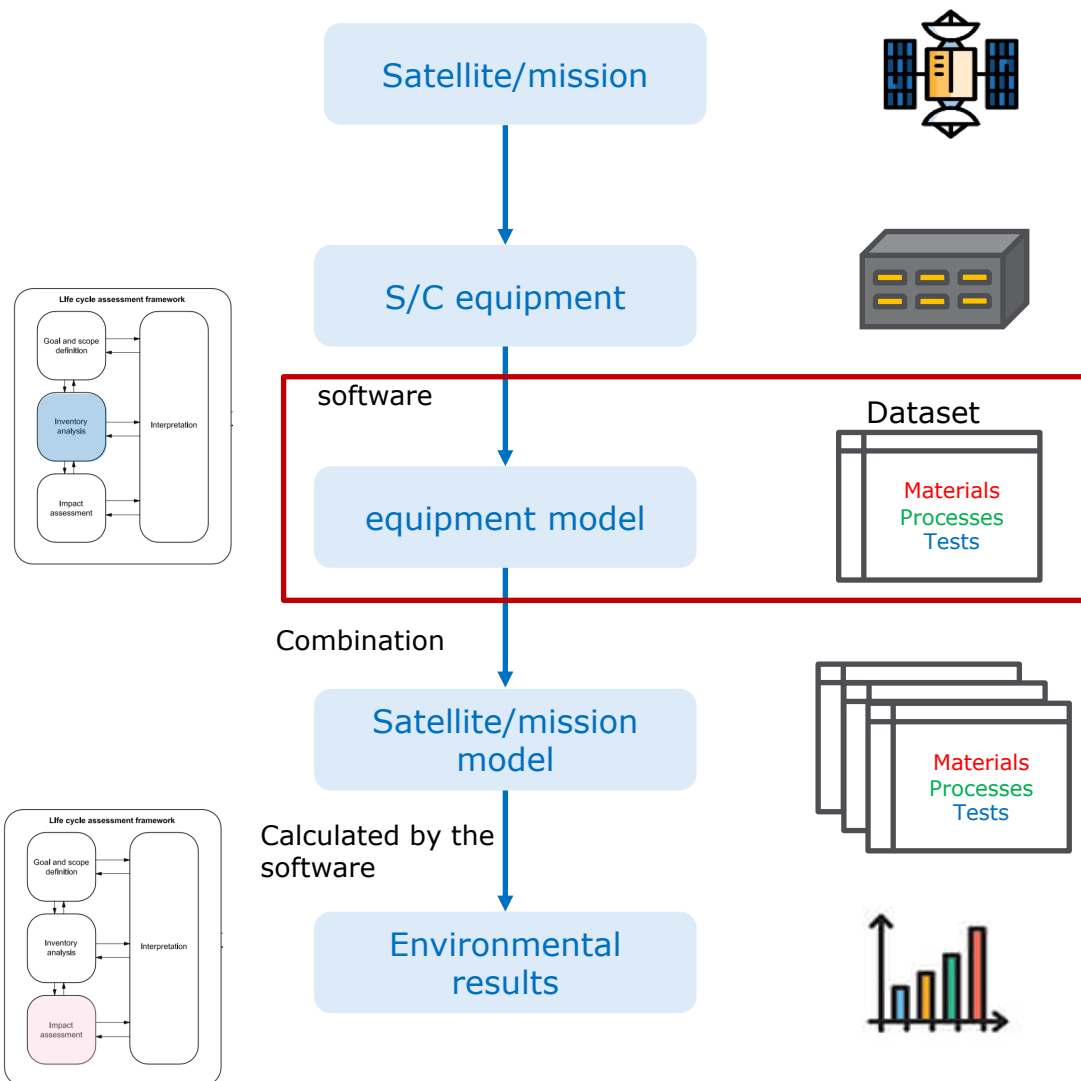 Satellite/mission
S/C equipment
LIfe cycle assessment framework
Goal and scope
definition
Inventory
analysis
Interpretation
Impact
assessment
software
Dataset
equipment model
Materials
Processes
Tests
Combination
Satellite/mission
model
Materials
Processes
Tests
LIfe cycle assessment framework
Goal and scope
definition
Inventory
analysis
Interpretation
Impact
assessment
Calculated by the
software
Environmental
results